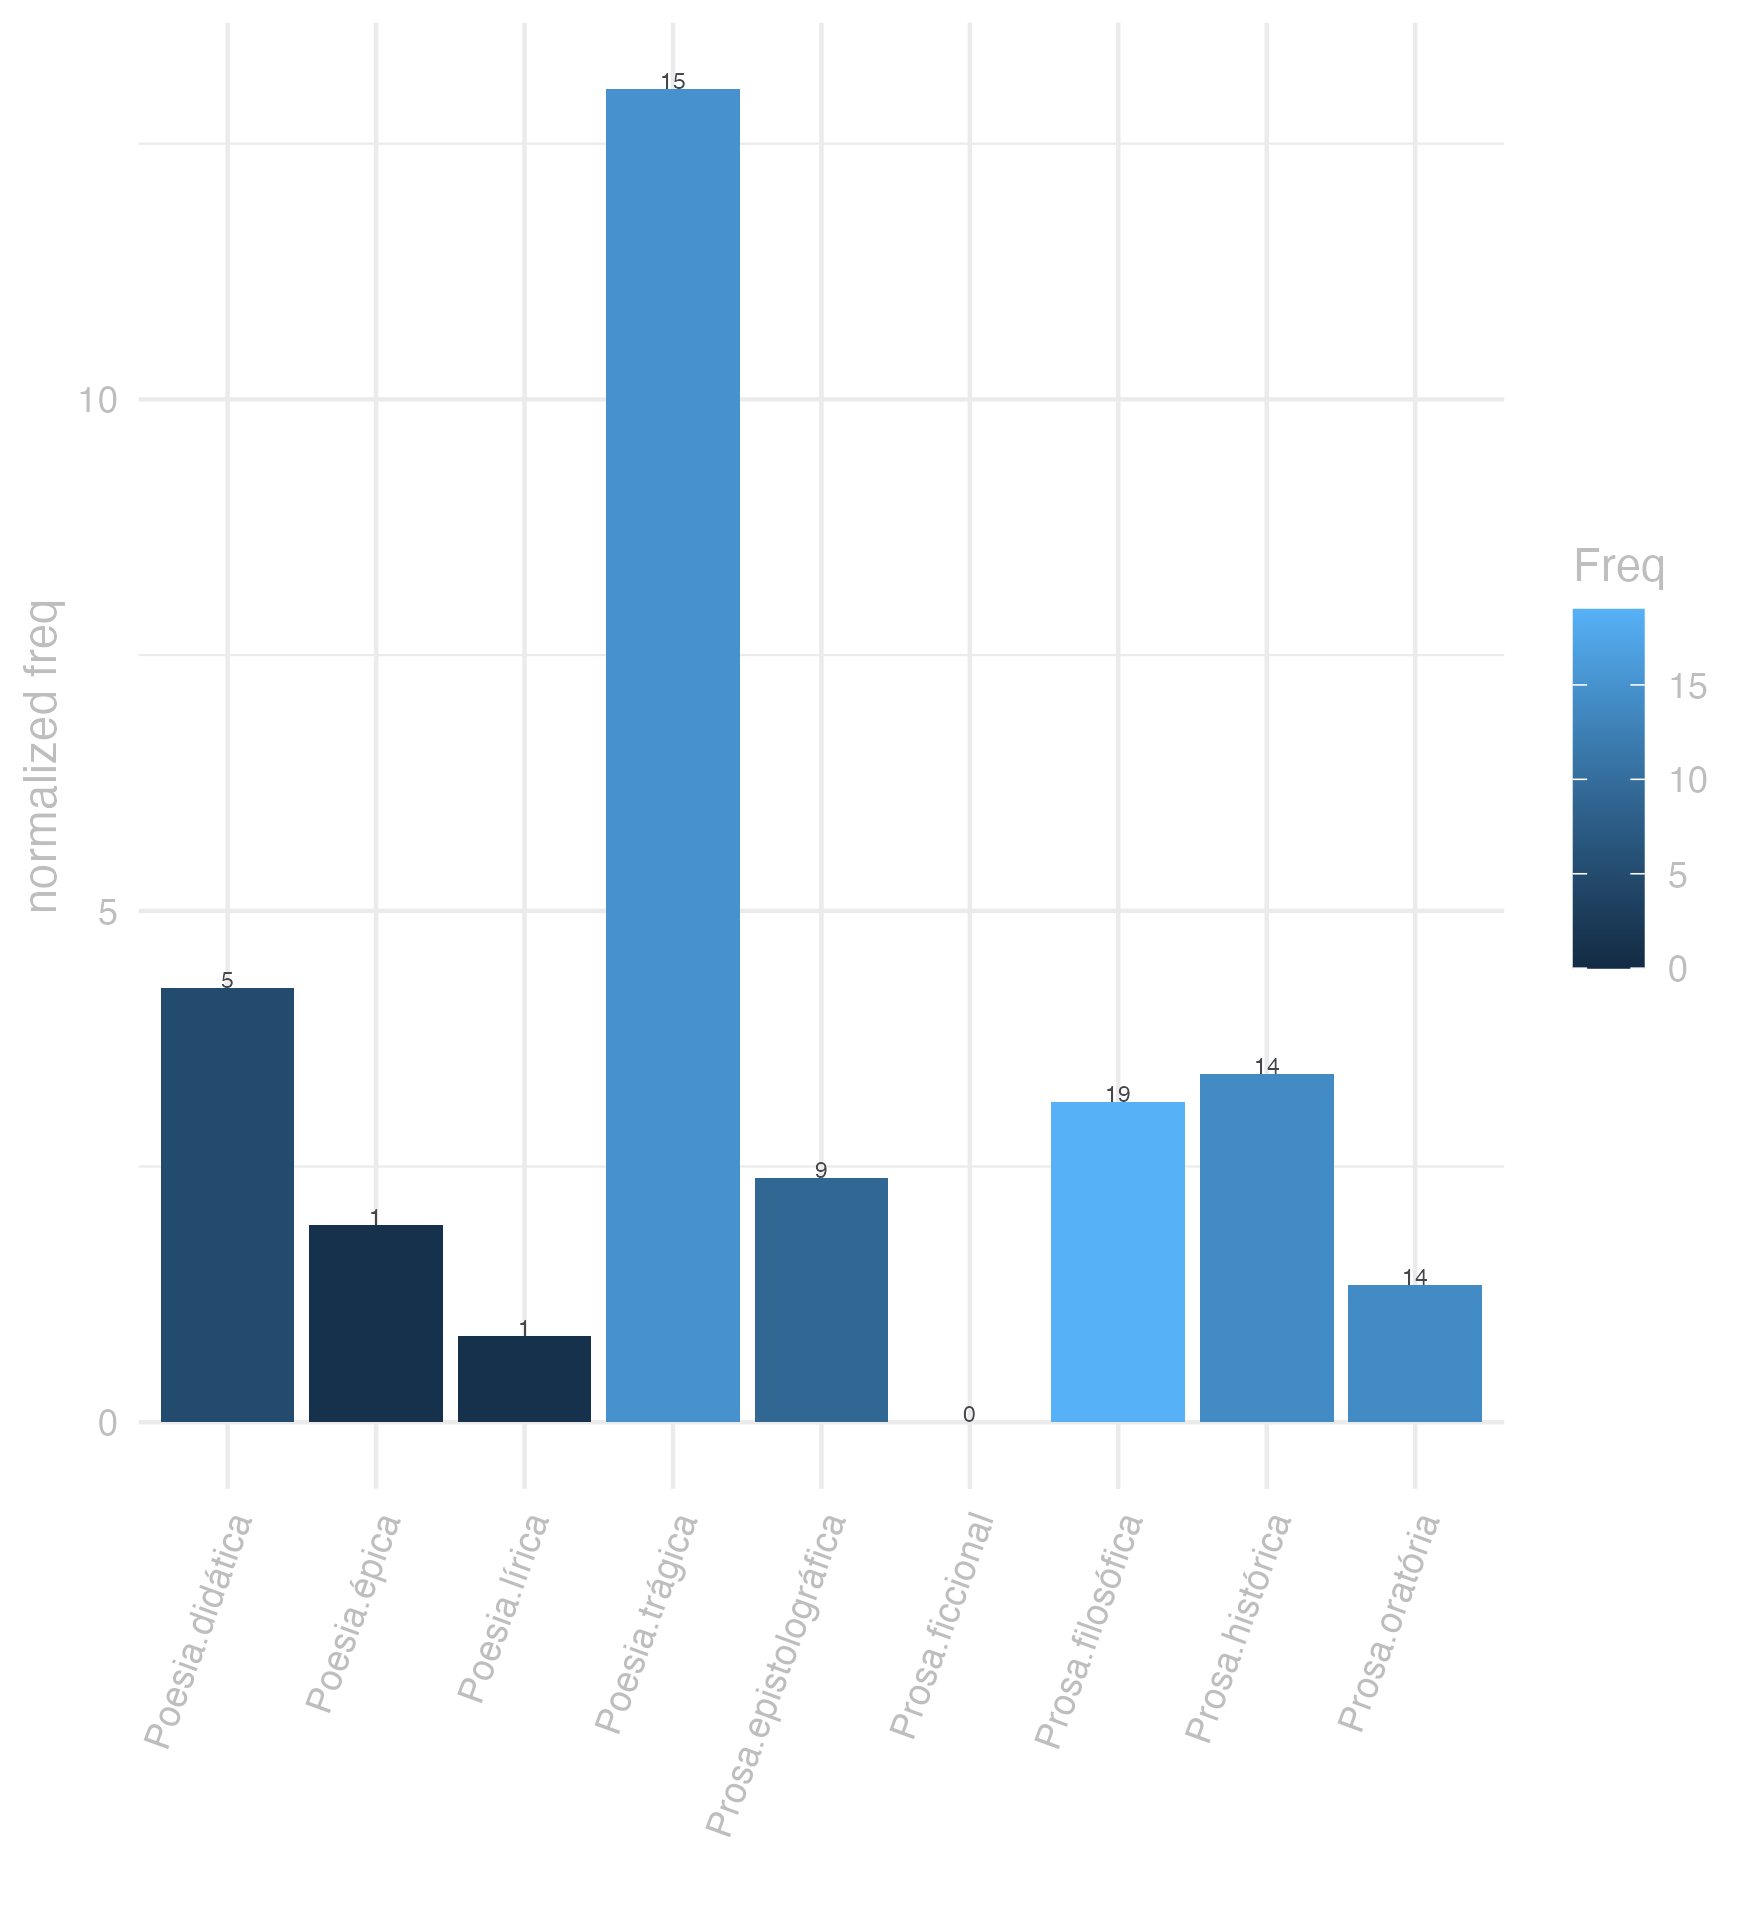 normalized freq
10
5
0
15
5
1
1
9
0
19
14
14
Poesia.didática
Poesia.épica
Poesia.lírica
Poesia.trágica
Prosa.epistolográfica
Prosa.ficcional
Prosa.filosófica
Prosa.histórica
Prosa.oratória
Freq
15
10
5
0